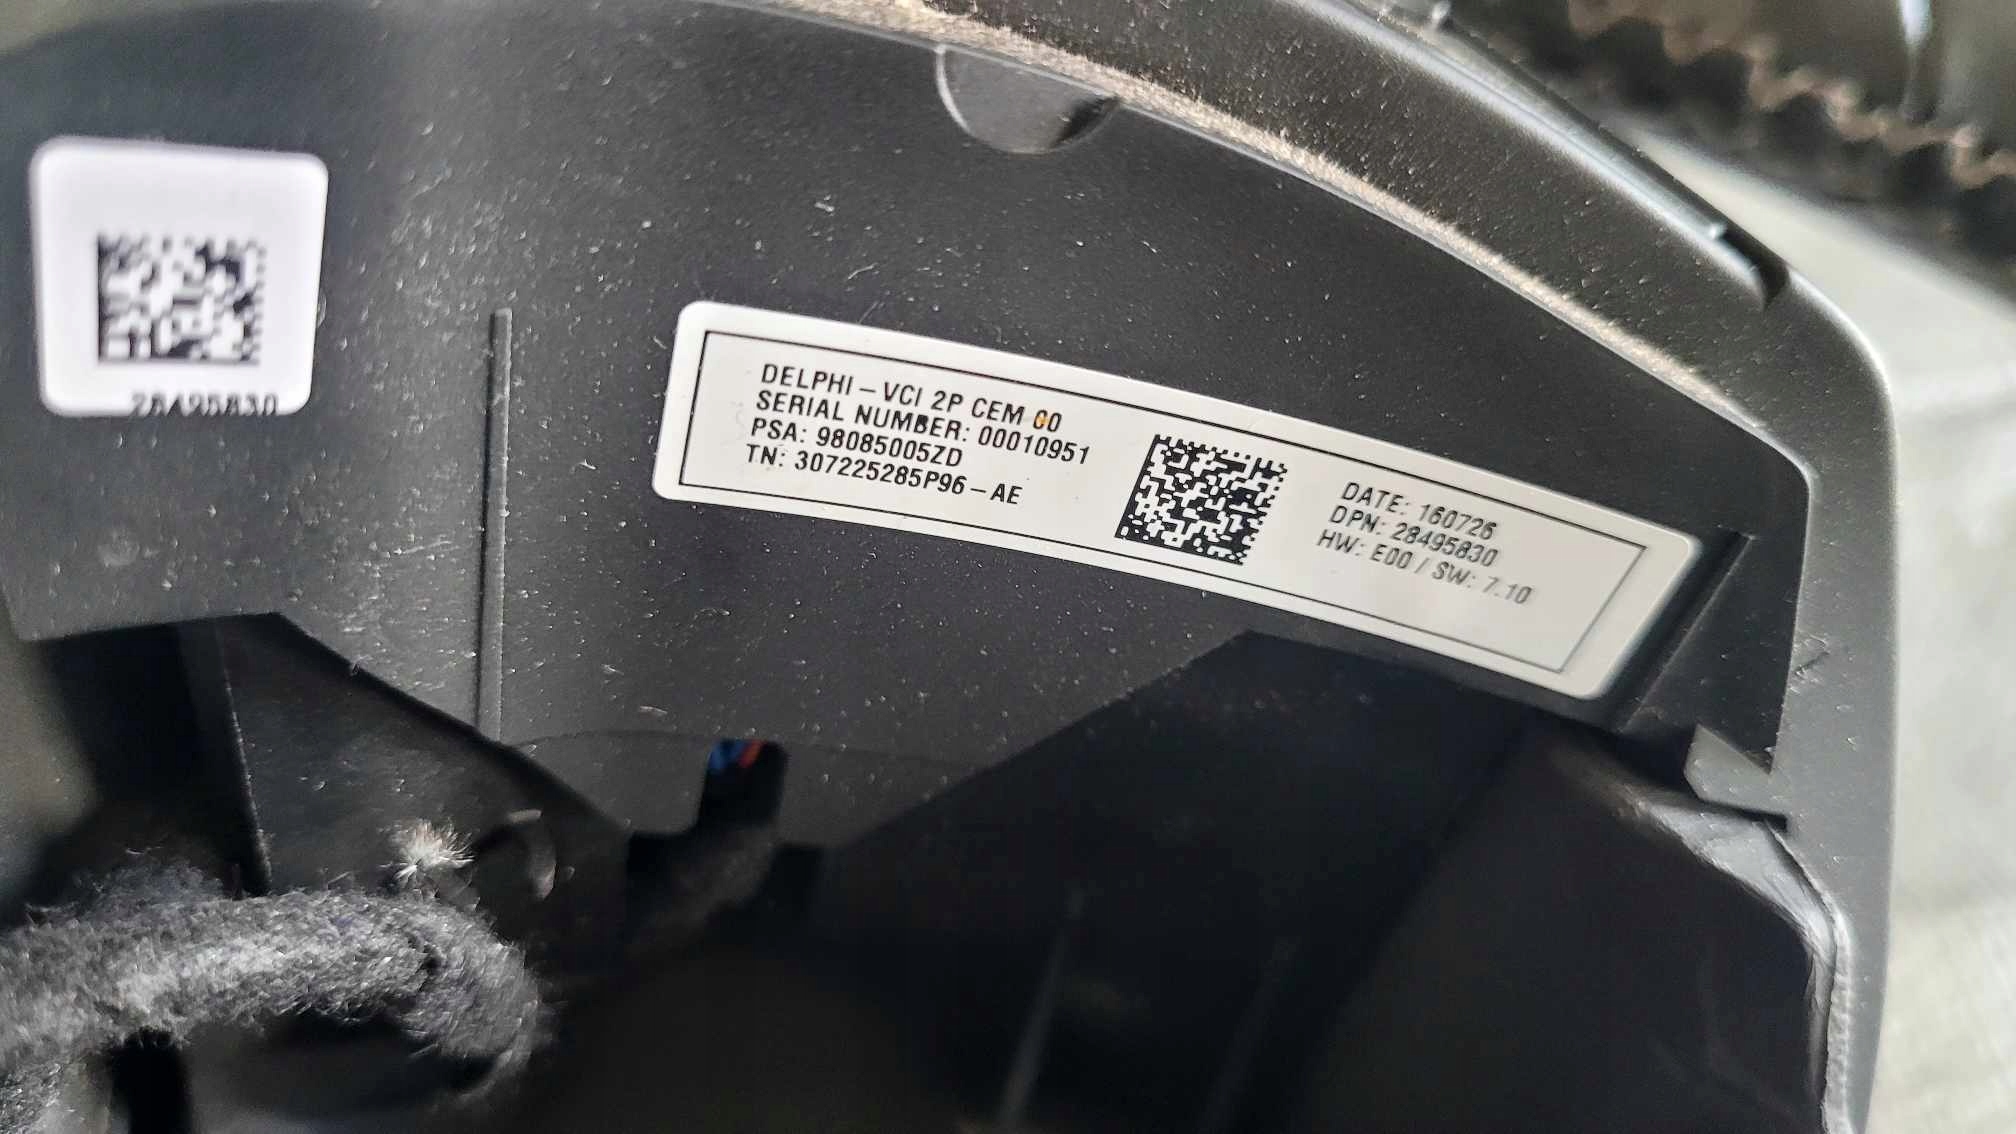 28495830
DELPHI – VCI 2P CEM 00
SERIAL NUMBER: 00010951
PSA: 98085005ZD
TN: 307225285P96 – AE
DATE: 160726
DPN: 28495830
HW: E00 / SW: 7.10